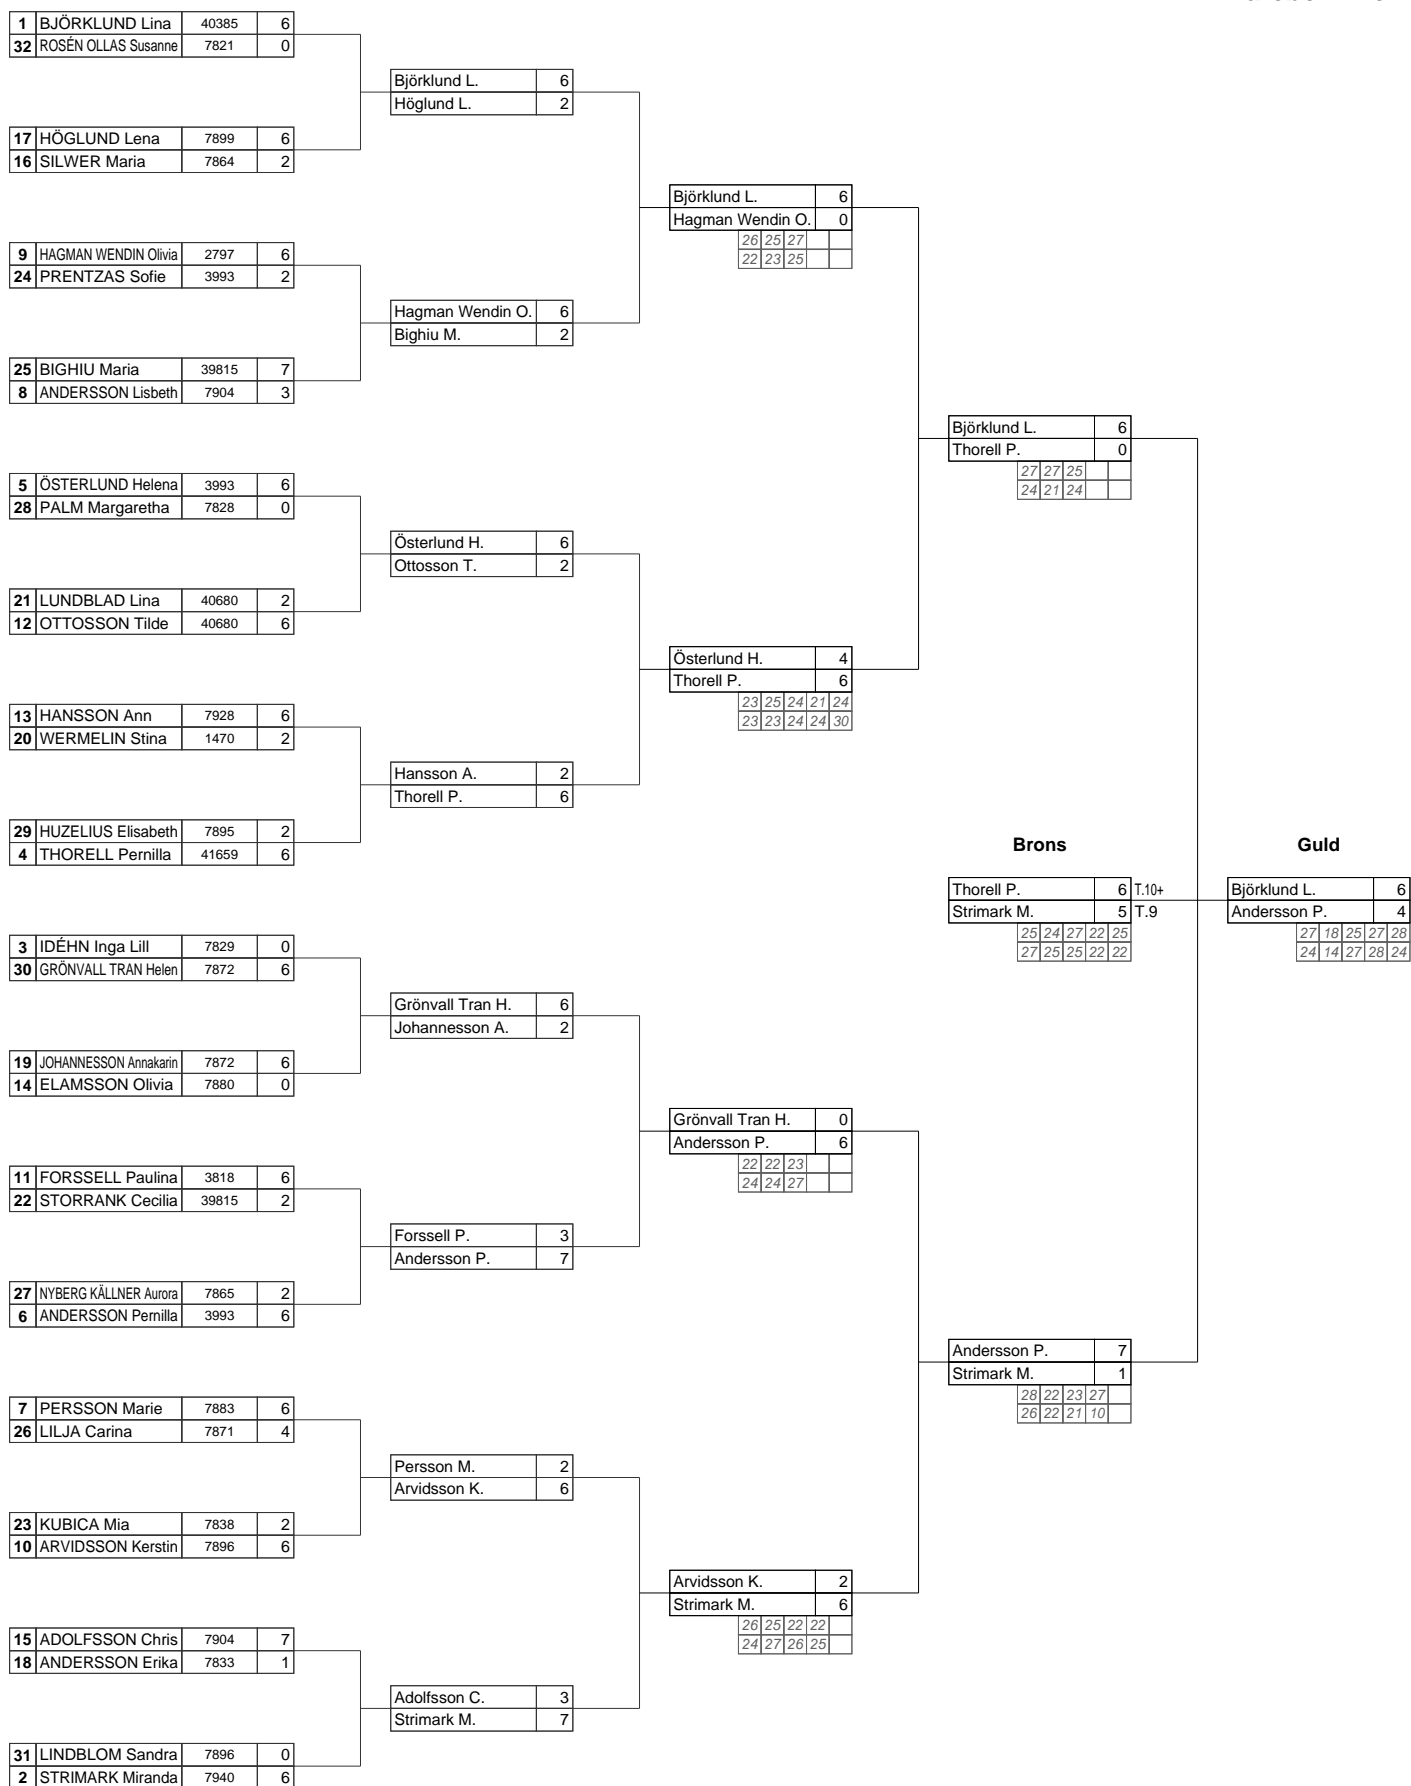 1 BJÖRKLUND Lina 40385 6
32 ROSÉN OLLAS Susanne 7821 0
Björklund L. 6
Höglund L. 2
17 HÖGLUND Lena 7899 6
16 SILWER Maria 7864 2
Björklund L. 6
Hagman Wendin O. 0
26 25 27
22 23 25
9 HAGMAN WENDIN Olivia 2797 6
24 PRENTZAS Sofie 3993 2
Hagman Wendin O. 6
Bighiu M. 2
25 BIGHIU Maria 39815 7
8 ANDERSSON Lisbeth 7904 3
Björklund L. 6
Thorell P. 0
27 27 25
24 21 24
5 ÖSTERLUND Helena 3993 6
28 PALM Margaretha 7828 0
Österlund H. 6
Ottosson T. 2
21 LUNDBLAD Lina 40680 2
12 OTTOSSON Tilde 40680 6
Österlund H. 4
Thorell P. 6
23 25 24 21 24
23 23 24 24 30
13 HANSSON Ann 7928 6
20 WERMELIN Stina 1470 2
Hansson A. 2
Thorell P. 6
29 HUZELIUS Elisabeth 7895 2
4 THORELL Pernilla 41659 6
Brons Guld
Thorell P. 6 T.10+ Björklund L. 6
Strimark M. 5 T.9 Andersson P. 4
25 24 27 22 25 27 18 25 27 28
27 25 25 22 22 24 14 27 28 24
3 IDÉHN Inga Lill 7829 0
30 GRÖNVALL TRAN Helen 7872 6
Grönvall Tran H. 6
Johannesson A. 2
19 JOHANNESSON Annakarin 7872 6
14 ELAMSSON Olivia 7880 0
Grönvall Tran H. 0
Andersson P. 6
22 22 23
24 24 27
11 FORSSELL Paulina 3818 6
22 STORRANK Cecilia 39815 2
Forssell P. 3
Andersson P. 7
27 NYBERG KÄLLNER Aurora 7865 2
6 ANDERSSON Pernilla 3993 6
Andersson P. 7
Strimark M. 1
28 22 23 27
26 22 21 10
7 PERSSON Marie 7883 6
26 LILJA Carina 7871 4
Persson M. 2
Arvidsson K. 6
23 KUBICA Mia 7838 2
10 ARVIDSSON Kerstin 7896 6
Arvidsson K. 2
Strimark M. 6
26 25 22 22
24 27 26 25
15 ADOLFSSON Chris 7904 7
18 ANDERSSON Erika 7833 1
Adolfsson C. 3
Strimark M. 7
31 LINDBLOM Sandra 7896 0
2 STRIMARK Miranda 7940 6